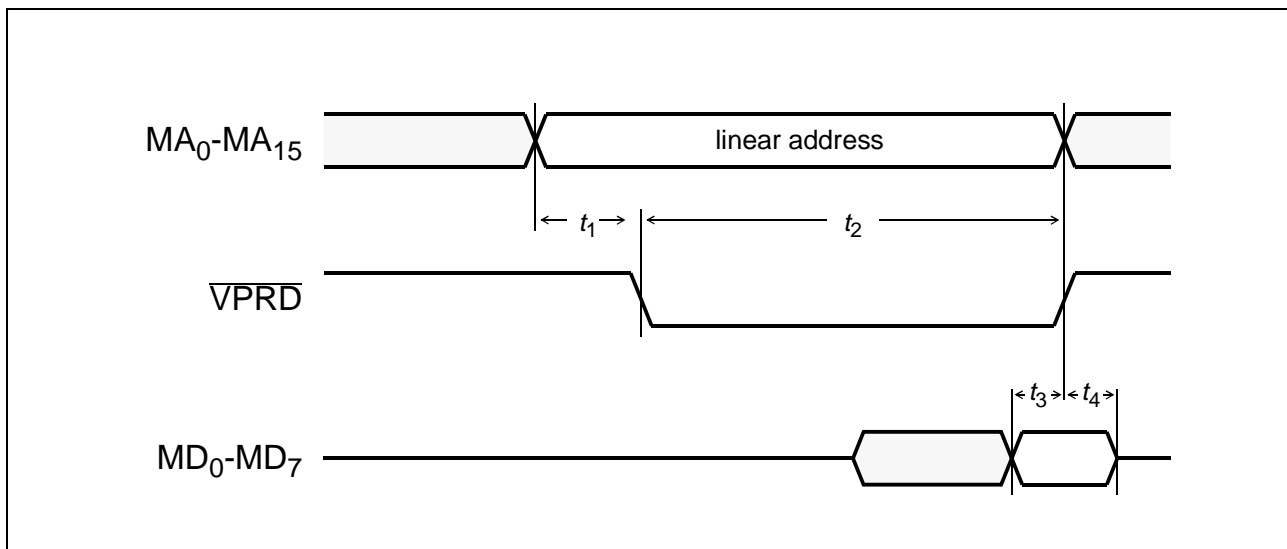 MA0-MA15
linear address
t1
t2
VPRD
t3
t4
MD0-MD7